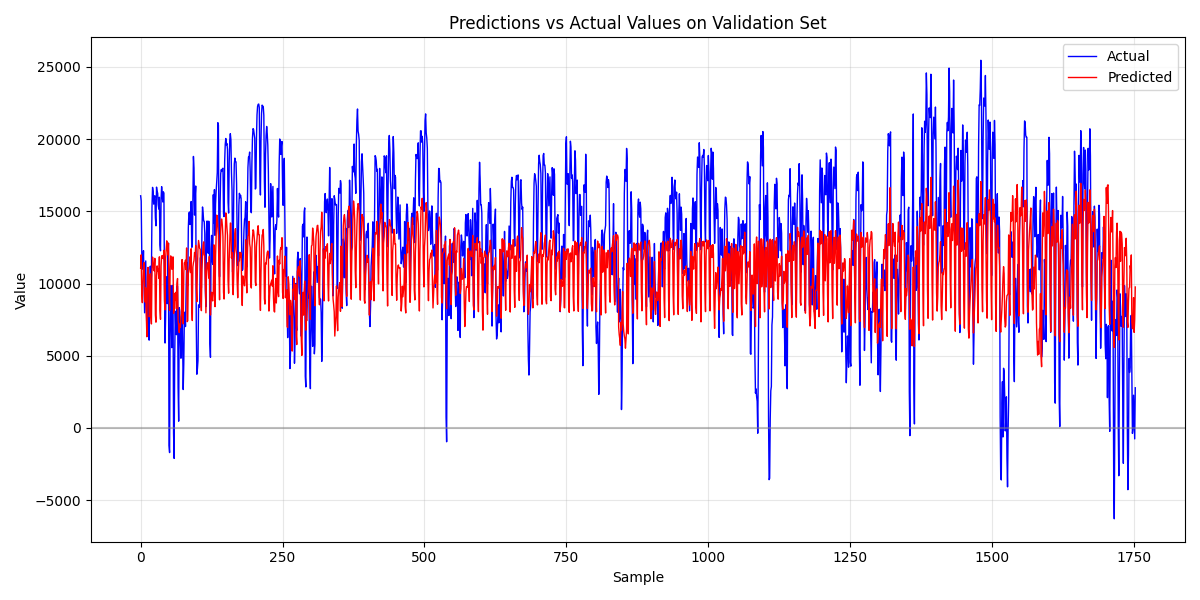 Predictions vs Actual Values on Validation Set
Actual
Predicted
Value
25000
20000
15000
10000
5000
0
−5000
0 250 500 750 1000 1250 1500 1750
Sample